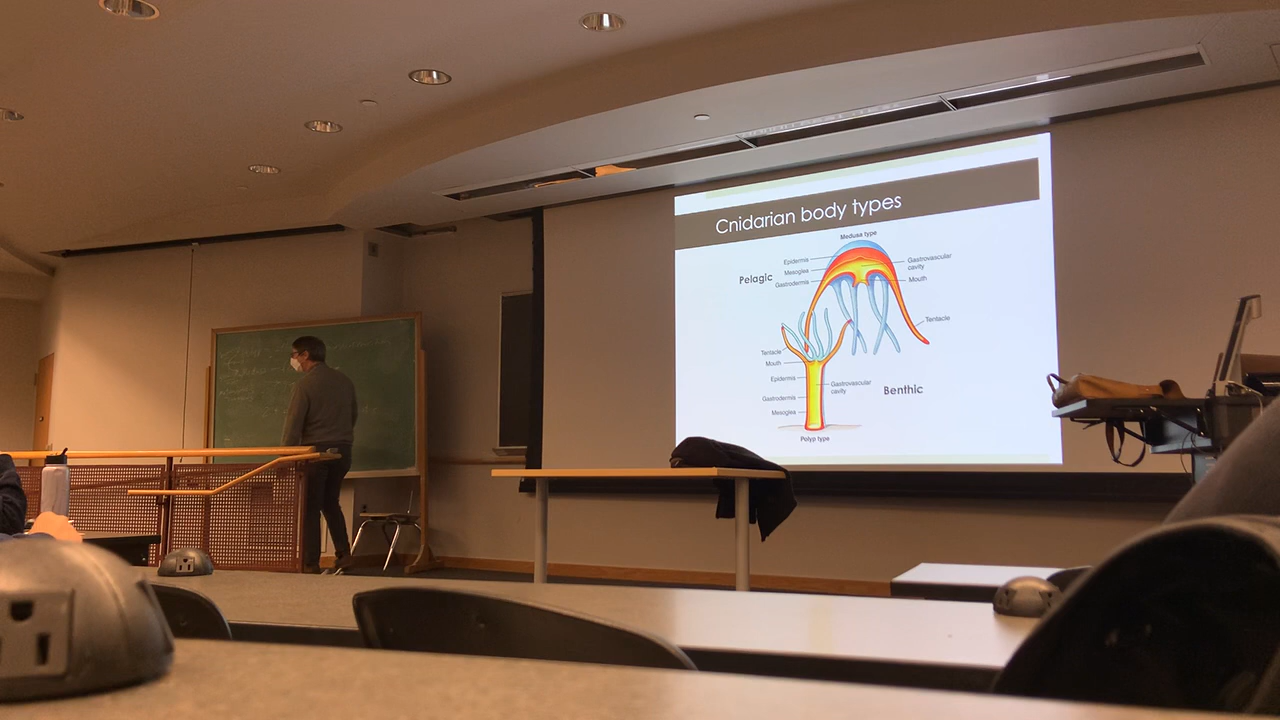 Cnidarian body types
Medusa type
Epidermis
Mesoglea
Gastrodermis
Pelagic
Gastrovascular
cavity
Mouth
Tentacle
Tentacle
Mouth
Epidermis
Gastrodermis
Mesoglea
Gastrovascular
cavity
Benthic
Polyp type